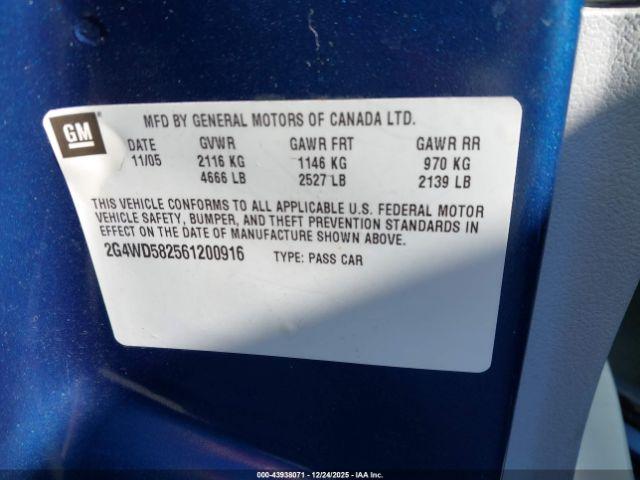 GM
MFD BY GENERAL MOTORS OF CANADA LTD.
DATE GVWR GAWR FRT GAWR RR
11/05 2116 KG 1146 KG 970 KG
4666 LB 2527 LB 2139 LB
THIS VEHICLE CONFORMS TO ALL APPLICABLE U.S. FEDERAL MOTOR
VEHICLE SAFETY, BUMPER, AND THEFT PREVENTION STANDARDS IN
EFFECT ON THE DATE OF MANUFACTURE SHOWN ABOVE.
2G4WD582561200916 TYPE: PASS CAR
©-43938071 - 12/24/2025 - IAA Inc.